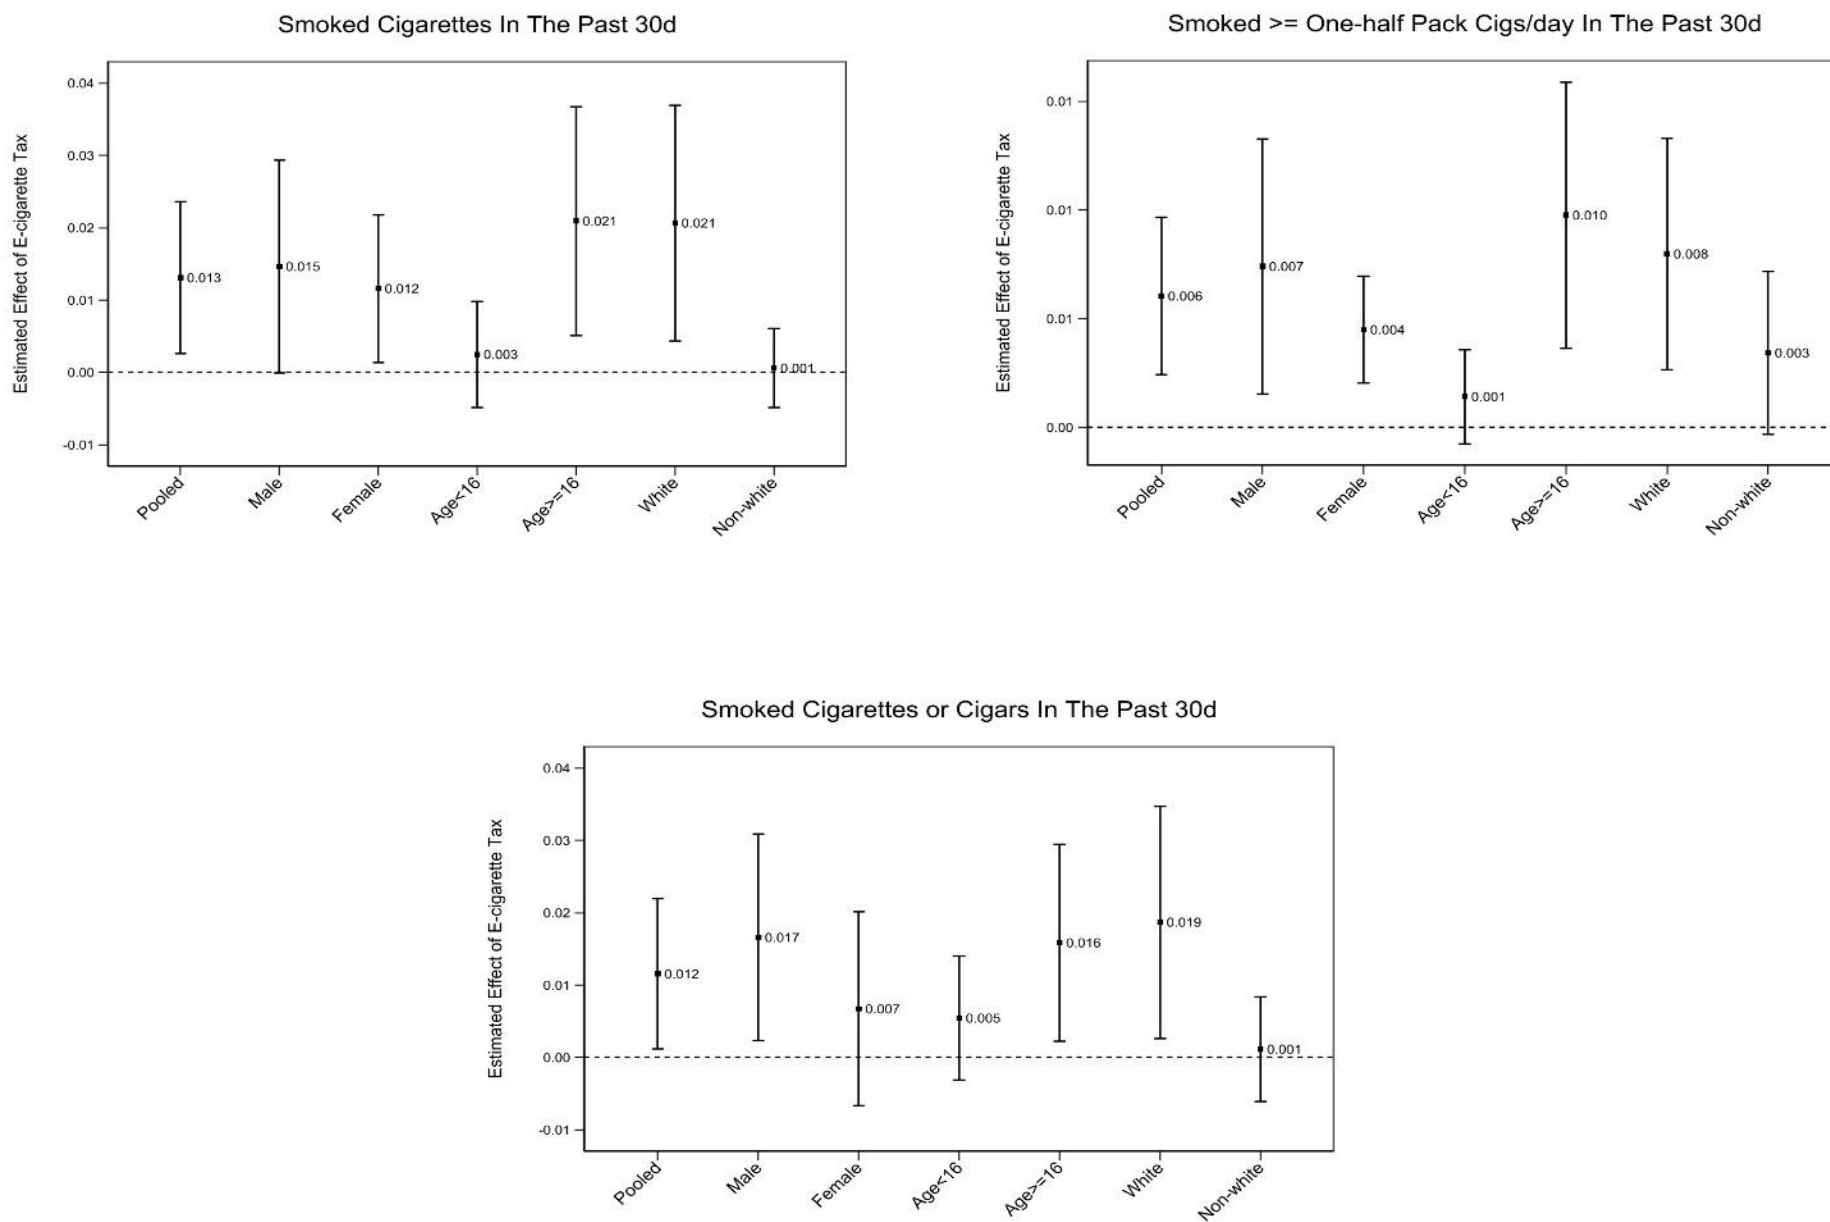 Smoked Cigarettes In The Past 30d
Estimated Effect of E-cigarette Tax
0.04
0.03
0.02
0.01
0.00
-0.01
0.013
0.015
0.012
0.003
0.021
0.021
0.001
Pooled
Male
Female
Age<16
Age>=16
White
Non-white
Smoked >= One-half Pack Cigs/day In The Past 30d
Estimated Effect of E-cigarette Tax
0.01
0.01
0.01
0.00
0.006
0.007
0.004
0.001
0.010
0.008
0.003
Pooled
Male
Female
Age<16
Age>=16
White
Non-white
Smoked Cigarettes or Cigars In The Past 30d
Estimated Effect of E-cigarette Tax
0.04
0.03
0.02
0.01
0.00
-0.01
0.012
0.017
0.007
0.005
0.016
0.019
0.001
Pooled
Male
Female
Age<16
Age>=16
White
Non-white